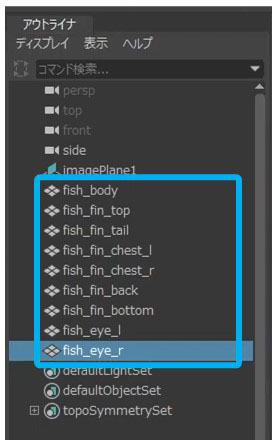 アウトライナ
ディスプレイ 表示 ヘルプ
コマンド検索...
persp
top
front
side
imagePlane1
fish_body
fish_fin_top
fish_fin_tail
fish_fin_chest_l
fish_fin_chest_r
fish_fin_back
fish_fin_bottom
fish_eye_l
fish_eye_r
defaultLightSet
defaultObjectSet
topoSymmetrySet